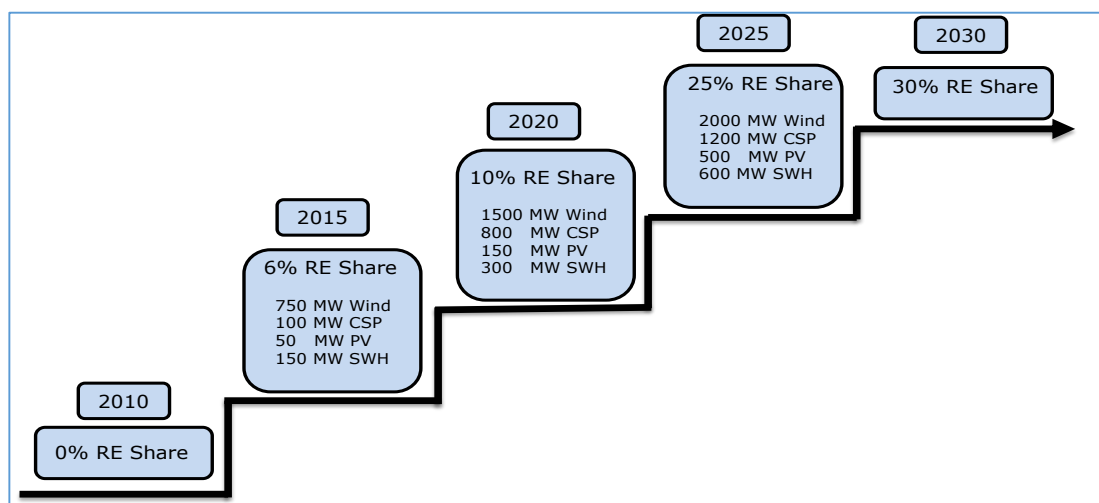 2010
0% RE Share
2015
6% RE Share
750 MW Wind
100 MW CSP
50 MW PV
150 MW SWH
2020
10% RE Share
1500 MW Wind
800 MW CSP
150 MW PV
300 MW SWH
2025
25% RE Share
2000 MW Wind
1200 MW CSP
500 MW PV
600 MW SWH
2030
30% RE Share